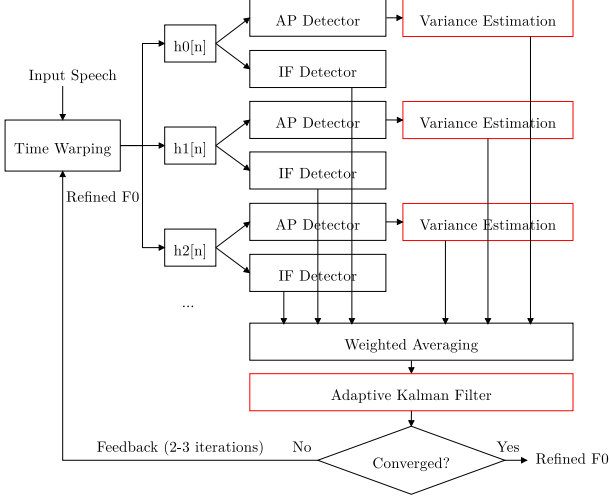 AP Detector
Variance Estimation
h0[n]
IF Detector
Input Speech
AP Detector
Variance Estimation
Time Warping
h1[n]
IF Detector
Refined F0
AP Detector
Variance Estimation
h2[n]
IF Detector
...
Weighted Averaging
Adaptive Kalman Filter
Feedback (2-3 iterations)
No
Yes
Converged?
Refined F0